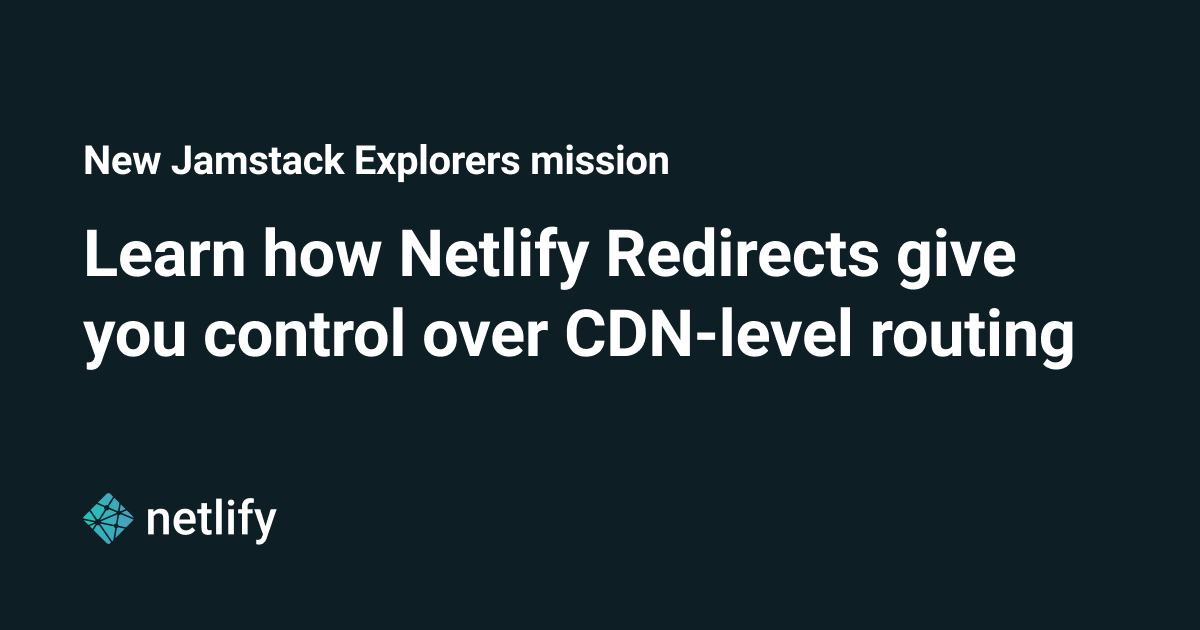 New Jamstack Explorers mission
Learn how Netlify Redirects give
you control over CDN-level routing
netlify